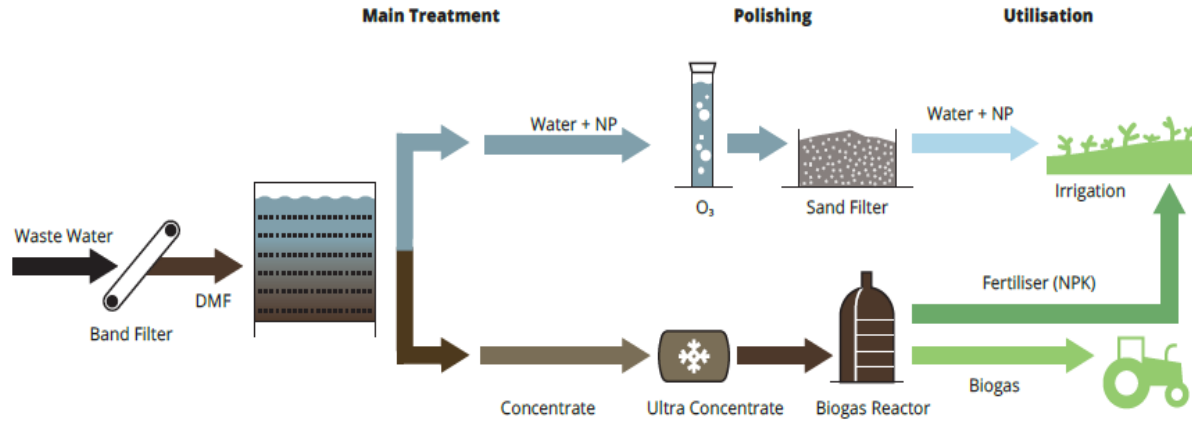 Main Treatment
Polishing
Utilisation
Water + NP
Water + NP
O₃
Sand Filter
Irrigation
Waste Water
DMF
Band Filter
Fertiliser (NPK)
Biogas
Concentrate
Ultra Concentrate
Biogas Reactor